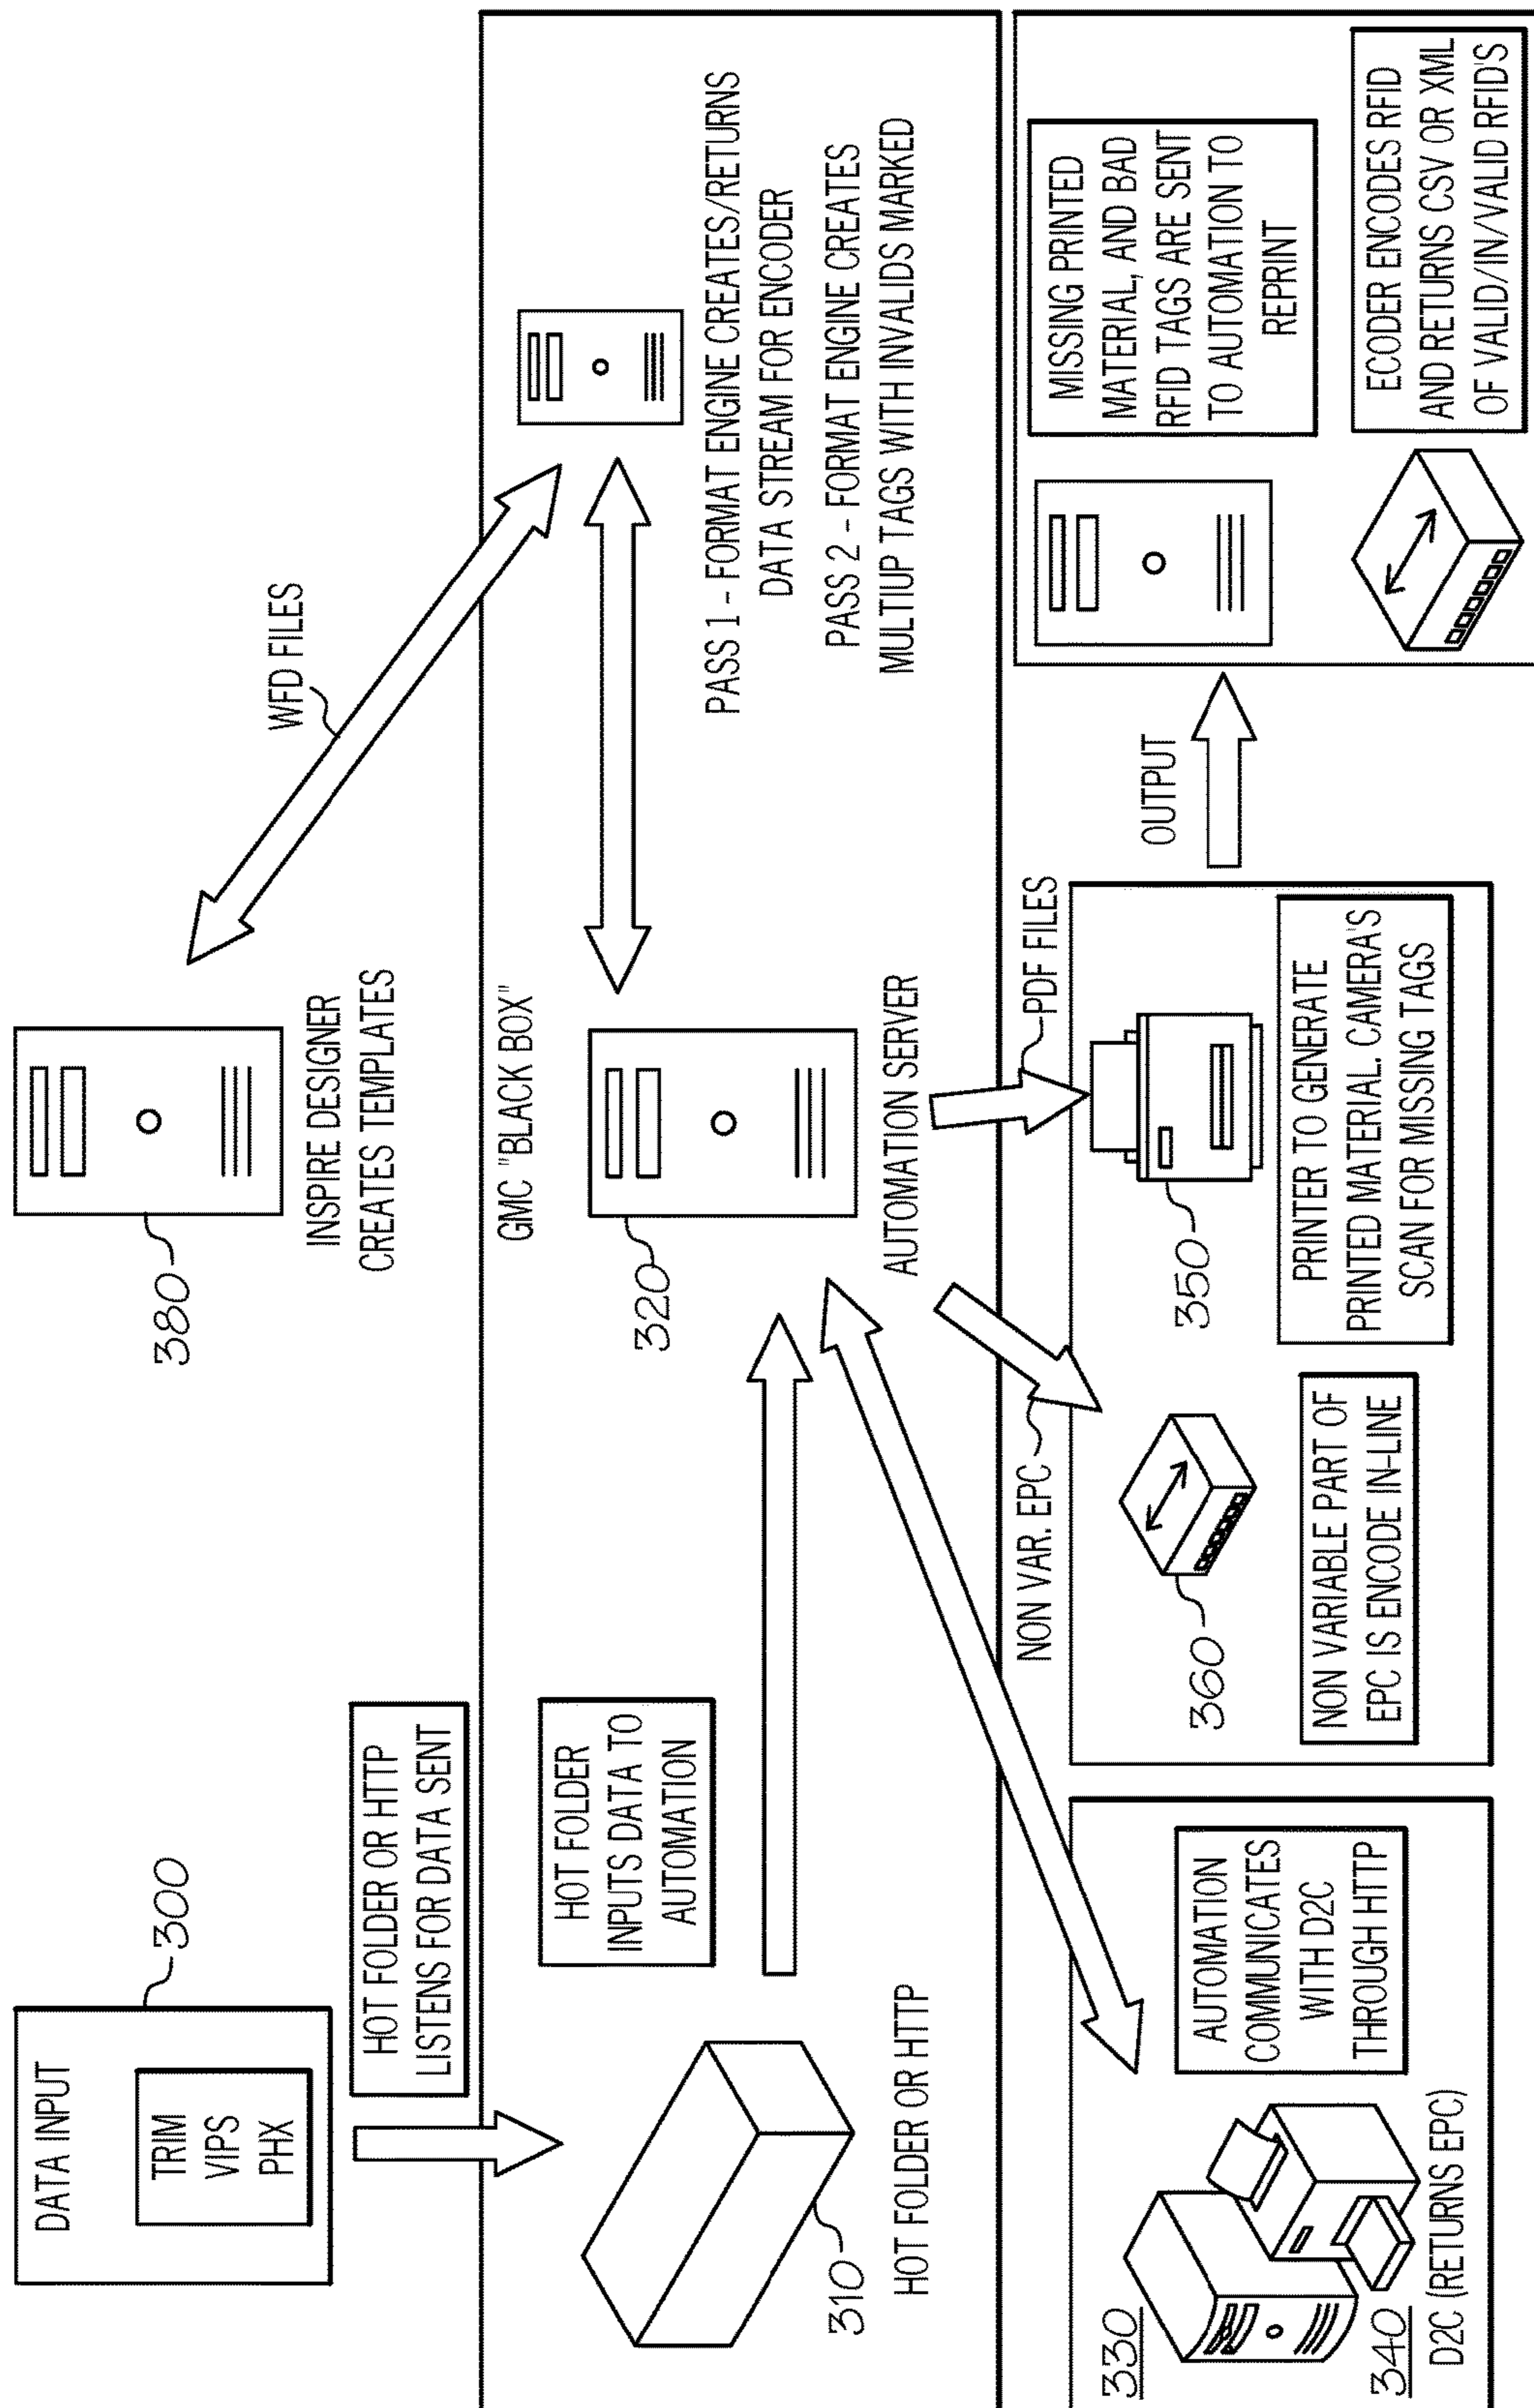 DATA INPUT
TRIM
VIPS
PHX
300
HOT FOLDER OR HTTP
LISTENS FOR DATA SENT
380
INSPIRE DESIGNER
CREATES TEMPLATES
WFD FILES
GMC "BLACK BOX"
310
HOT FOLDER OR HTTP
HOT FOLDER
INPUTS DATA TO
AUTOMATION
320
AUTOMATION SERVER
PASS 1 - FORMAT ENGINE CREATES/RETURNS
DATA STREAM FOR ENCODER
PASS 2 - FORMAT ENGINE CREATES
MULTIUP TAGS WITH INVALIDS MARKED
330
340
D2C (RETURNS EPC)
AUTOMATION
COMMUNICATES
WITH D2C
THROUGH HTTP
NON VAR. EPC
360
NON VARIABLE PART OF
EPC IS ENCODE IN-LINE
PDF FILES
350
PRINTER TO GENERATE
PRINTED MATERIAL. CAMERA'S
SCAN FOR MISSING TAGS
OUTPUT
MISSING PRINTED
MATERIAL, AND BAD
RFID TAGS ARE SENT
TO AUTOMATION TO
REPRINT
ECODER ENCODES RFID
AND RETURNS CSV OR XML
OF VALID/IN/VALID RFID'S